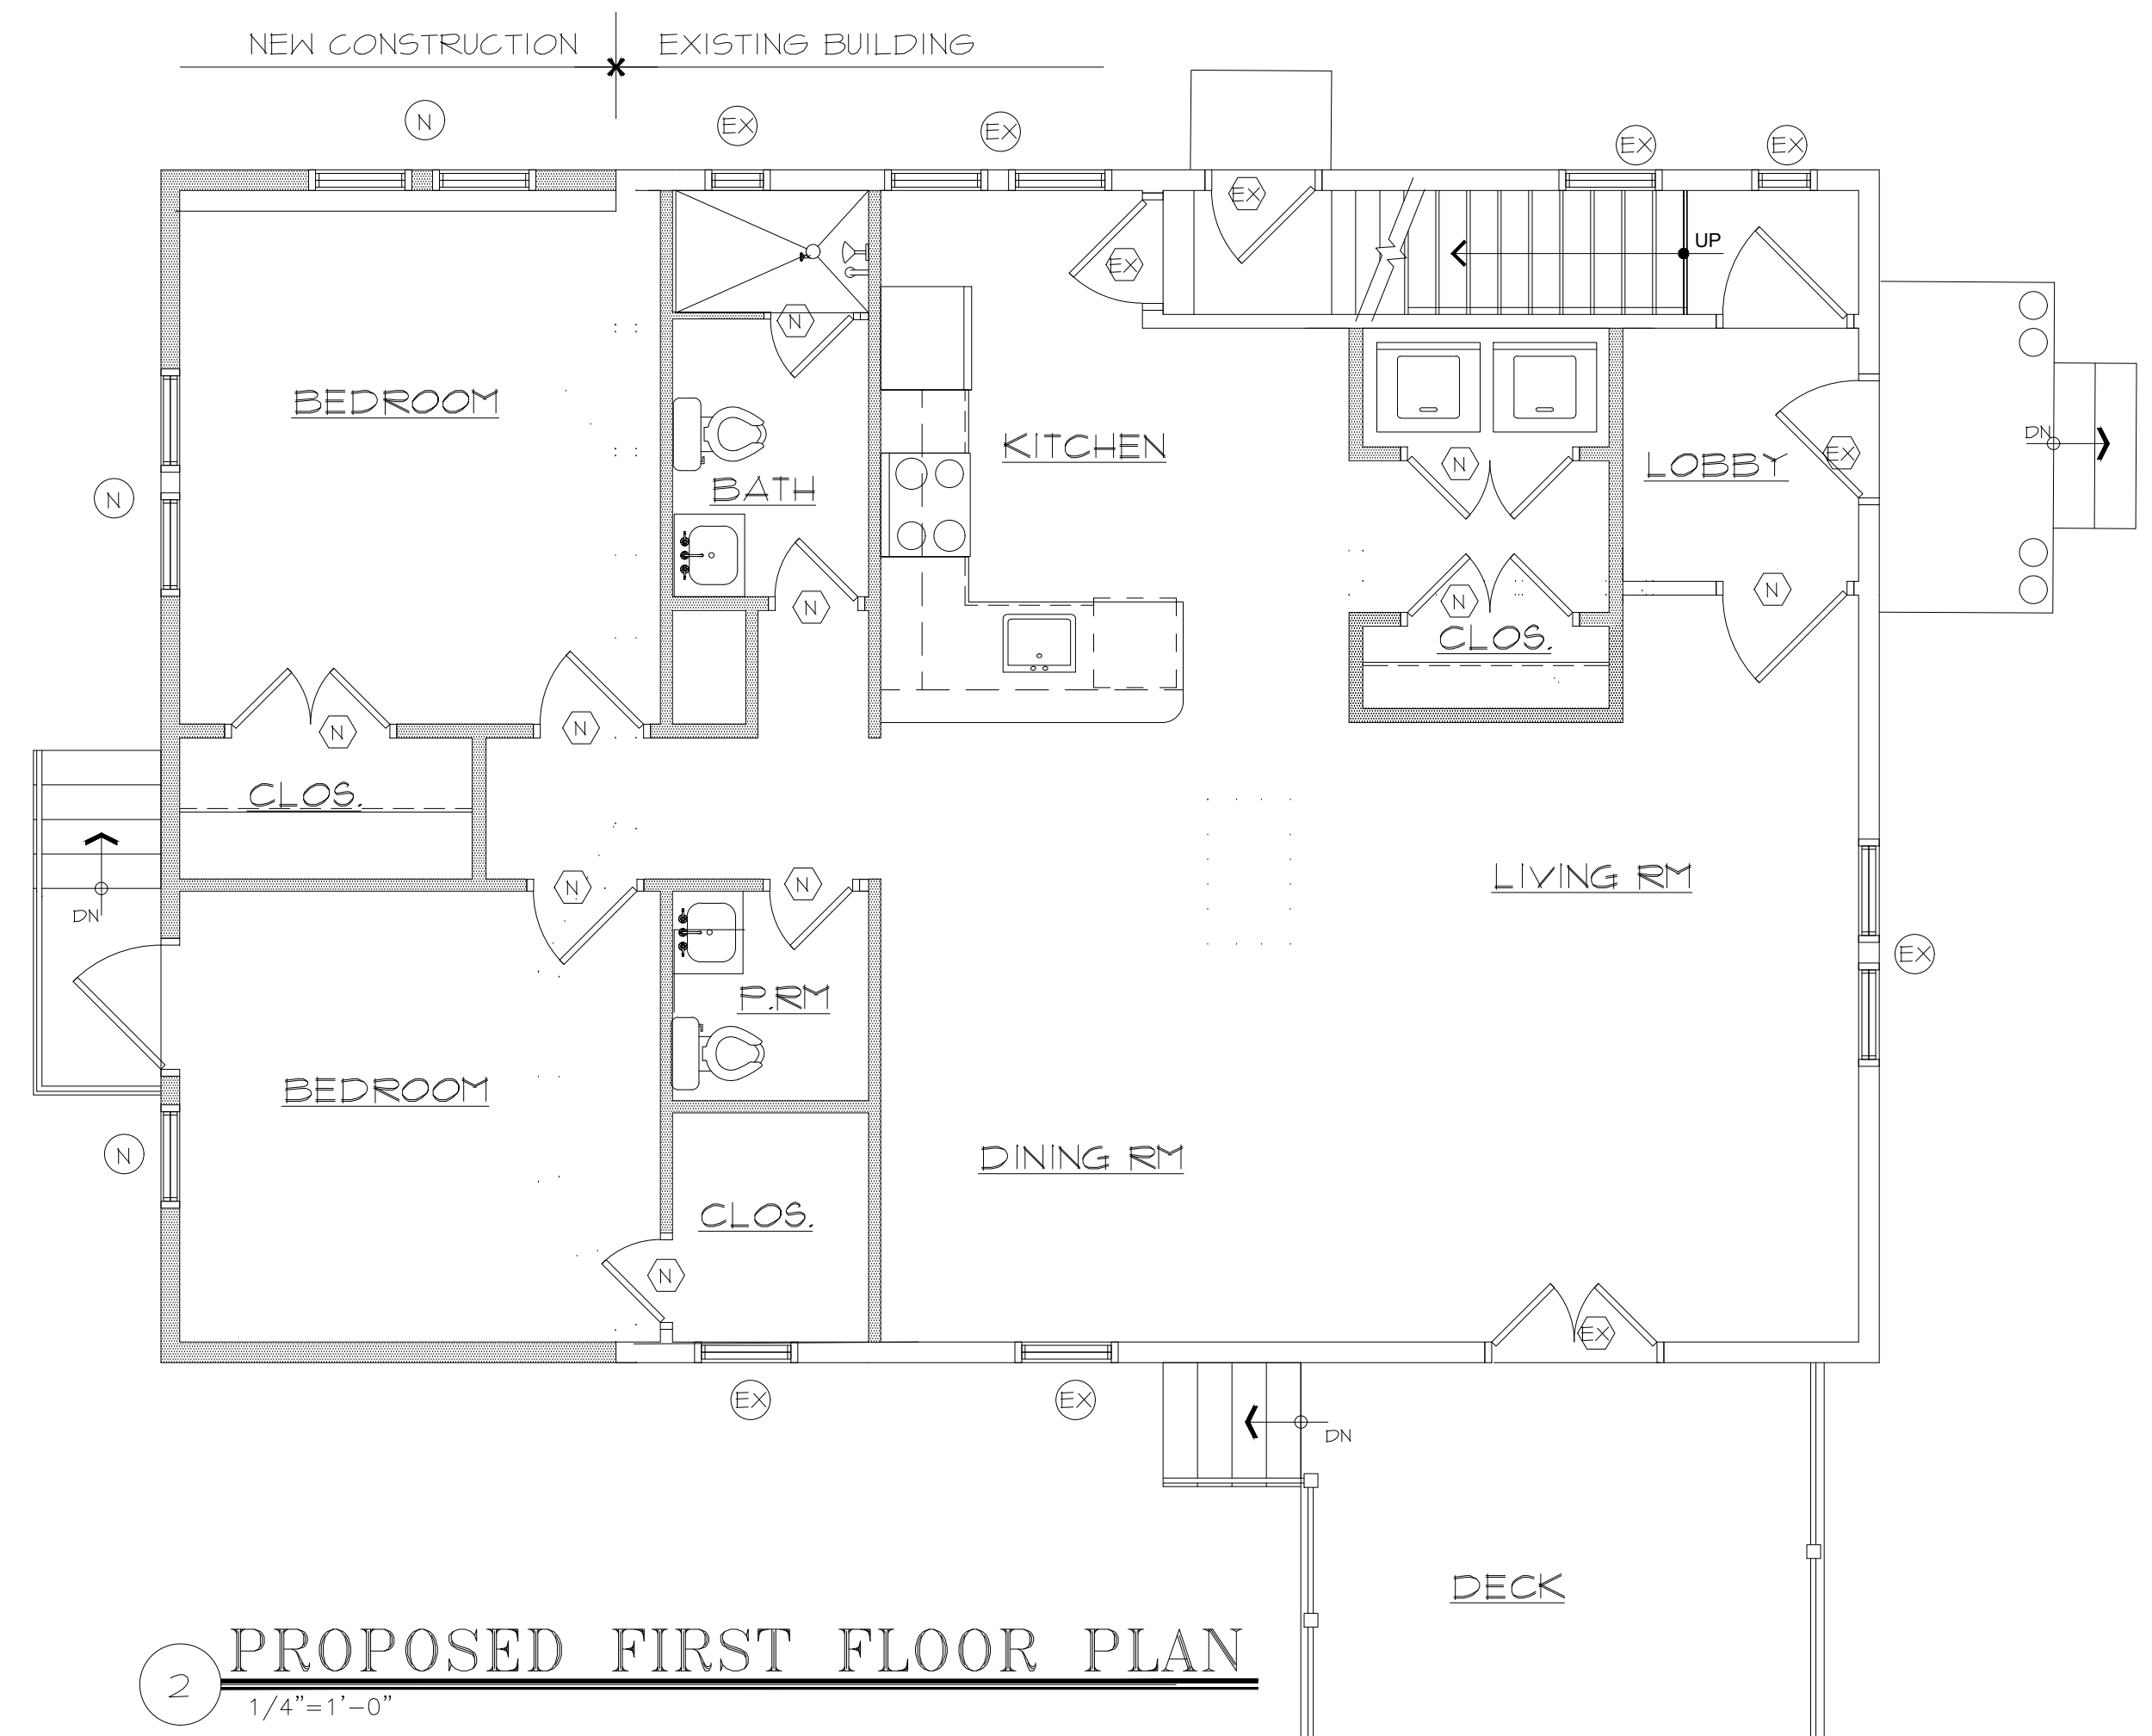 NEW CONSTRUCTION EXISTING BUILDING
N EX EX EX EX
EX
UP
EX
N
BEDROOM
KITCHEN
DN
LOBBY
EX
N
BATH
N
N
N
N
N
CLOS.
N
N
CLOS.
N
N
LIVING RM
DN
EX
P.RM
BEDROOM
N
DINING RM
CLOS.
N
EX
EX EX
DN
DECK
PROPOSED FIRST FLOOR PLAN
2
1/4"=1'-0"